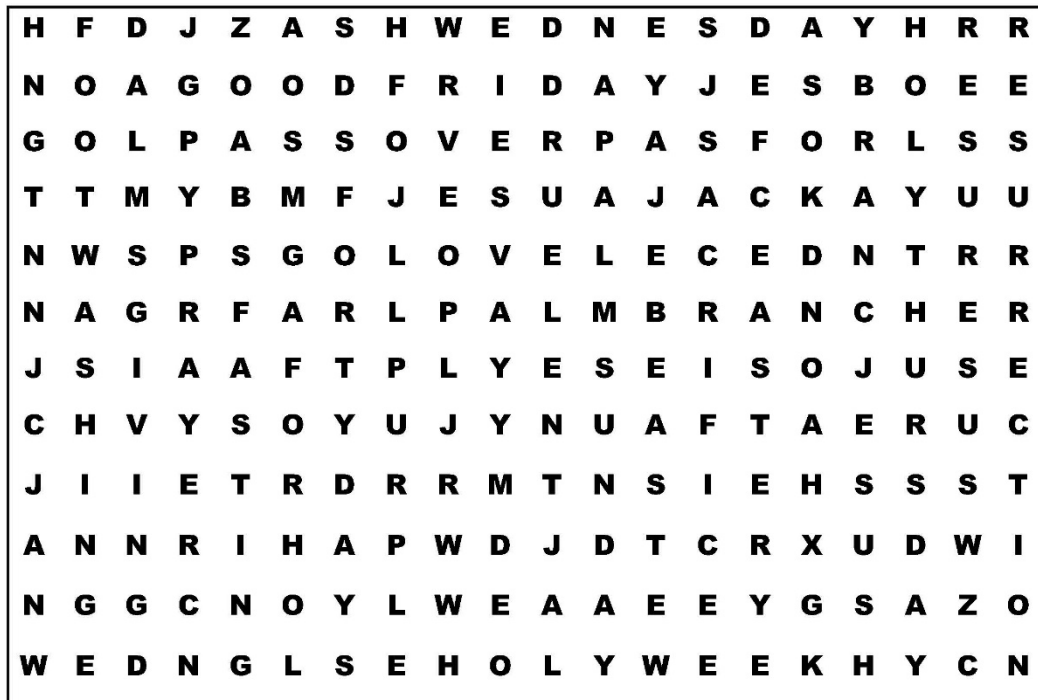 H F D J Z A S H W E D N E S D A Y H R R
N O A G O O D F R I D A Y J E S B O E E
G O L P A S S O V E R P A S F O R L S S
T T M Y B M F J E S U A J A C K A Y U U
N W S P S G O L O V E L E C E D N T R R
N A G R F A R L P A L M B R A N C H E R
J S I A A F T P L Y E S E I S O J U S E
C H V Y S O Y U J Y N U A F T A E R U C
J I I E T R D R R M T N S I E H S S S T
A N N R I H A P W D J D T C R X U D W I
N G G C N O Y L W E A A E E Y G S A Z O
W E D N G L S E H O L Y W E E K H Y C N